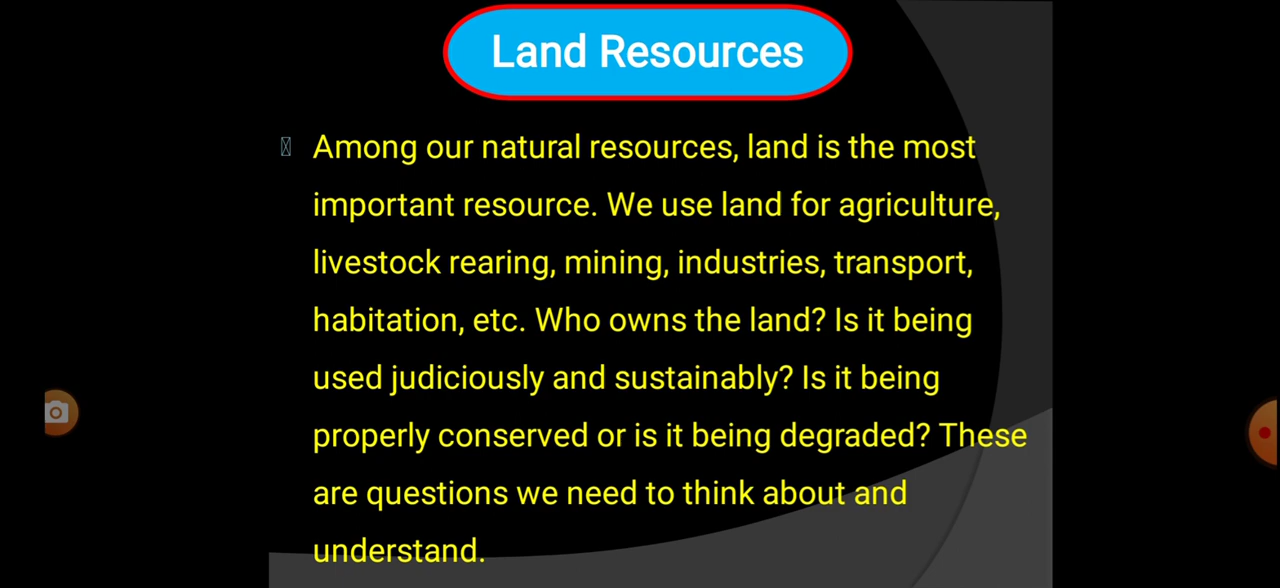 Land Resources
Among our natural resources, land is the most
important resource. We use land for agriculture,
livestock rearing, mining, industries, transport,
habitation, etc. Who owns the land? Is it being
used judiciously and sustainably? Is it being
properly conserved or is it being degraded? These
are questions we need to think about and
understand.